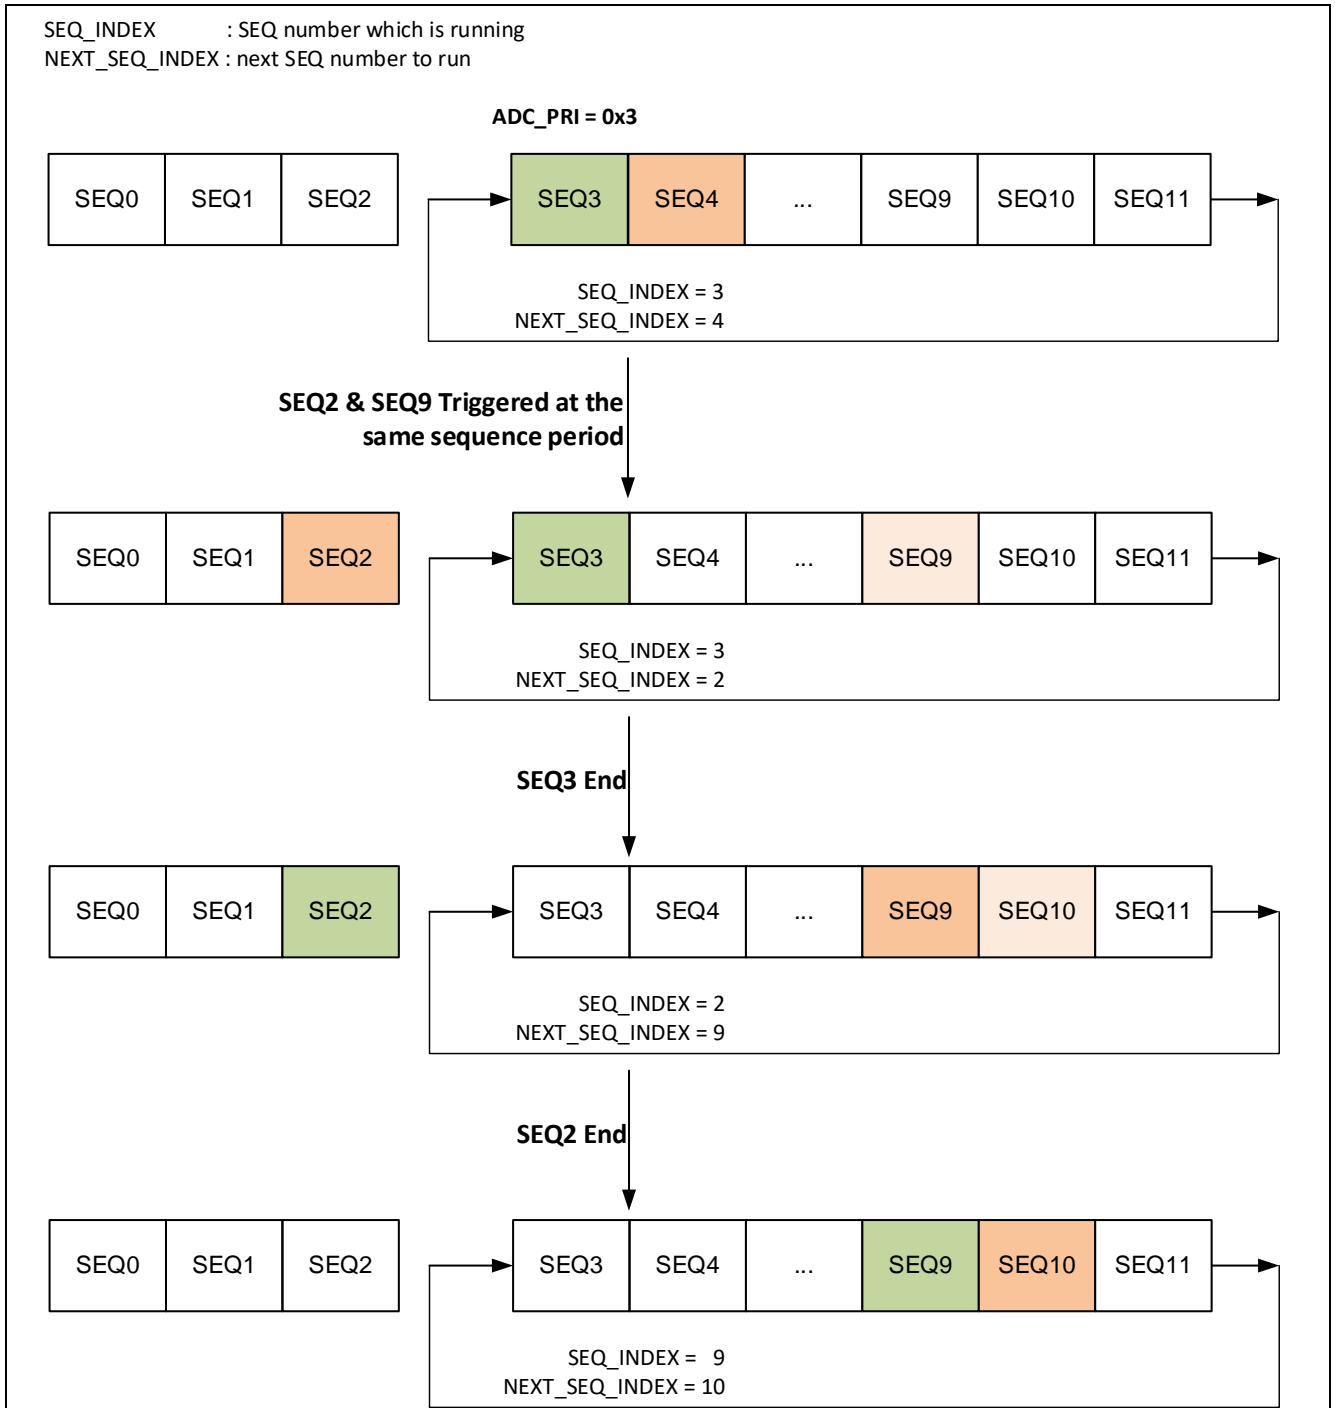 SEQ_INDEX : SEQ number which is running
NEXT_SEQ_INDEX : next SEQ number to run
ADC_PRI = 0x3
SEQ0 SEQ1 SEQ2 SEQ3 SEQ4 ... SEQ9 SEQ10 SEQ11
SEQ_INDEX = 3
NEXT_SEQ_INDEX = 4
SEQ2 & SEQ9 Triggered at the
same sequence period
SEQ0 SEQ1 SEQ2 SEQ3 SEQ4 ... SEQ9 SEQ10 SEQ11
SEQ_INDEX = 3
NEXT_SEQ_INDEX = 2
SEQ3 End
SEQ0 SEQ1 SEQ2 SEQ3 SEQ4 ... SEQ9 SEQ10 SEQ11
SEQ_INDEX = 2
NEXT_SEQ_INDEX = 9
SEQ2 End
SEQ0 SEQ1 SEQ2 SEQ3 SEQ4 ... SEQ9 SEQ10 SEQ11
SEQ_INDEX = 9
NEXT_SEQ_INDEX = 10